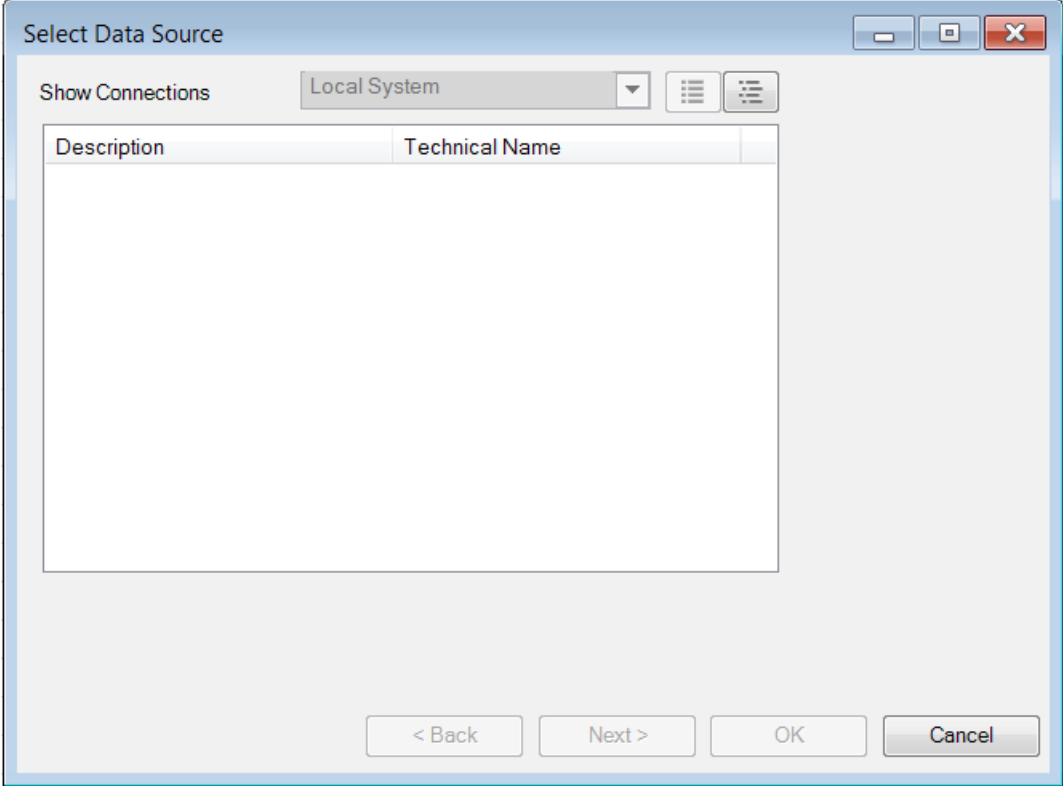 Select Data Source
Show Connections Local System
Description Technical Name
< Back Next > OK Cancel